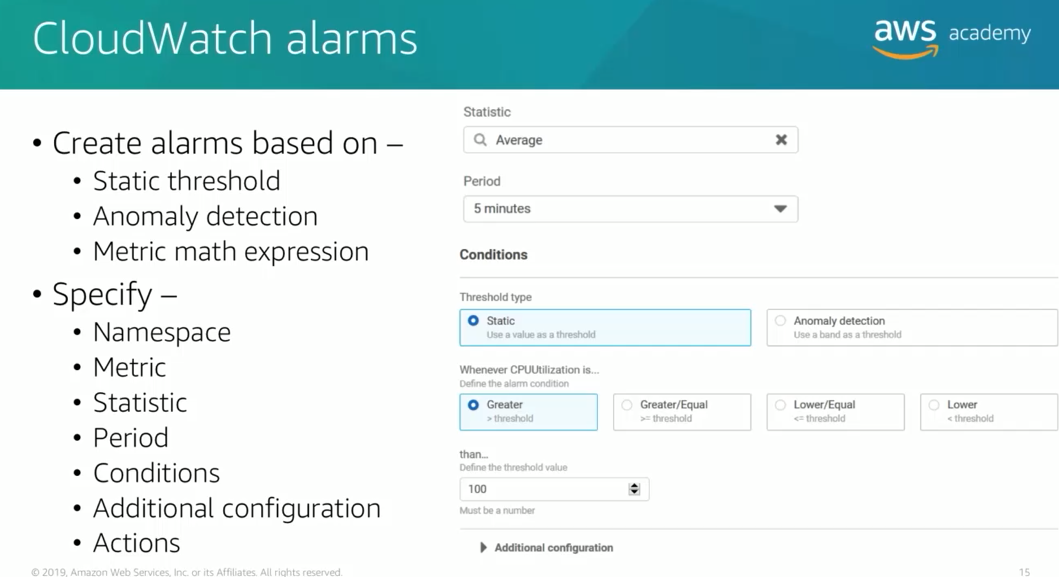 CloudWatch alarms
aws academy
• Create alarms based on –
• Static threshold
• Anomaly detection
• Metric math expression
• Specify –
• Namespace
• Metric
• Statistic
• Period
• Conditions
• Additional configuration
• Actions
Statistic
Average
Period
5 minutes
Conditions
Threshold type
Static
Use a value as a threshold
Anomaly detection
Use a band as a threshold
Whenever CPUUtilization is...
Define the alarm condition
Greater
> threshold
Greater/Equal
>= threshold
Lower/Equal
<= threshold
Lower
< threshold
than...
Define the threshold value
100
Must be a number
Additional configuration
© 2019, Amazon Web Services, Inc. or its Affiliates. All rights reserved.
15